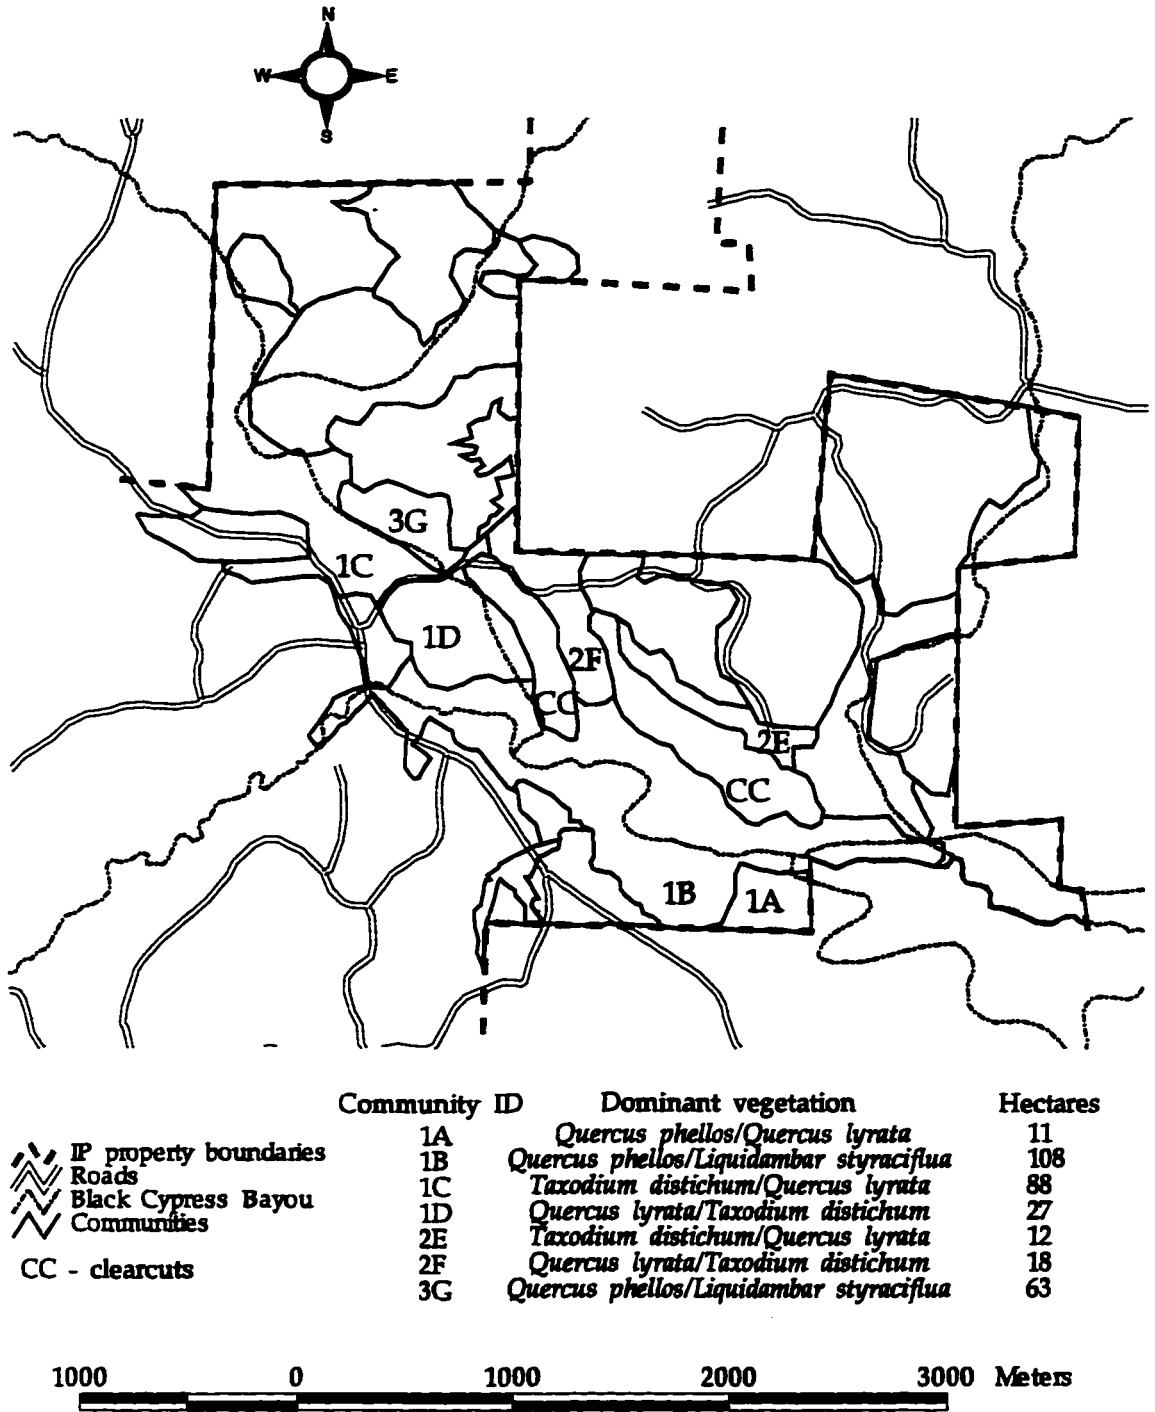 N
W E
S
3G
1C
1D
2F
CC
2E
CC
1B
1A
Community ID Dominant vegetation Hectares
1A Quercus phellos/Quercus lyrata 11
1B Quercus phellos/Liquidambar styraciflua 108
1C Taxodium distichum/Quercus lyrata 88
1D Quercus lyrata/Taxodium distichum 27
2E Taxodium distichum/Quercus lyrata 12
2F Quercus lyrata/Taxodium distichum 18
3G Quercus phellos/Liquidambar styraciflua 63
IP property boundaries
Roads
Black Cypress Bayou
Communities
CC - clearcuts
1000 0 1000 2000 3000 Meters